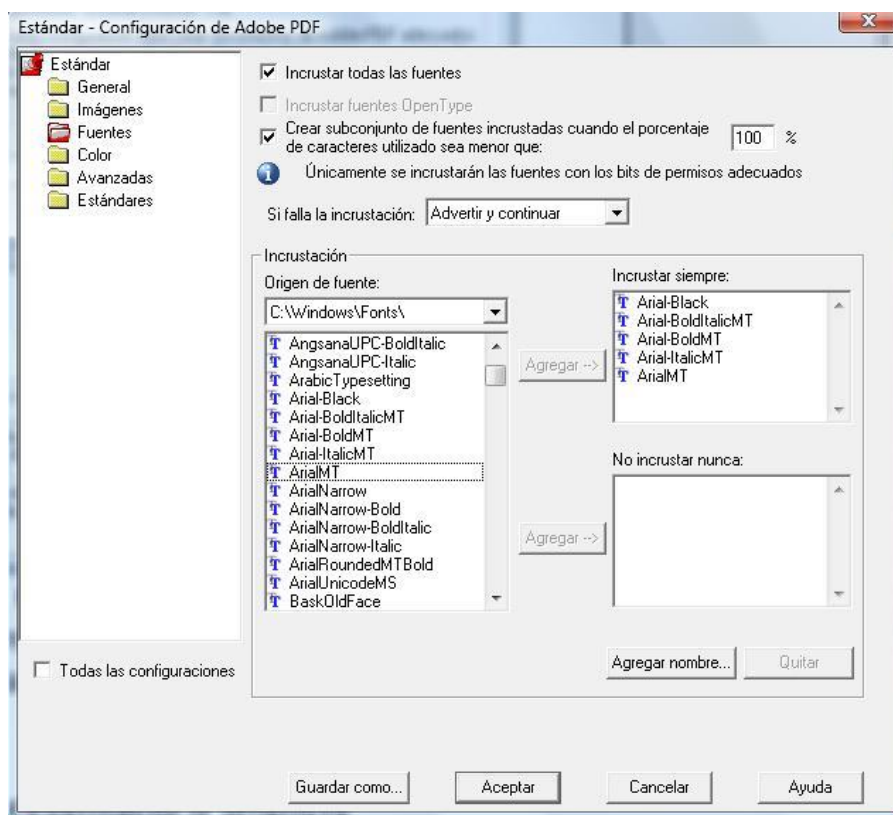 Estándar - Configuración de Adobe PDF
Estándar
General
Imágenes
Fuentes
Color
Avanzadas
Estándares
Todas las configuraciones
Incrustar todas las fuentes
Incrustar fuentes OpenType
Crear subconjunto de fuentes incrustadas cuando el porcentaje
de caracteres utilizado sea menor que:
100 %
Únicamente se incrustarán las fuentes con los bits de permisos adecuados
Si falla la incrustación: Advertir y continuar
Incrustación
Origen de fuente:
C:\Windows\Fonts\
AngsanaUPC-BoldItalic
AngsanaUPC-Italic
ArabicTypesetting
Arial-Black
Arial-BoldItalicMT
Arial-BoldMT
Arial-ItalicMT
ArialMT
ArialNarrow
ArialNarrow-Bold
ArialNarrow-BoldItalic
ArialNarrow-Italic
ArialRoundedMTBold
ArialUnicodeMS
BaskOldFace
Agregar -->
Agregar -->
Incrustar siempre:
Arial-Black
Arial-BoldItalicMT
Arial-BoldMT
Arial-ItalicMT
ArialMT
No incrustar nunca:
Agregar nombre...
Quitar
Guardar como...
Aceptar
Cancelar
Ayuda